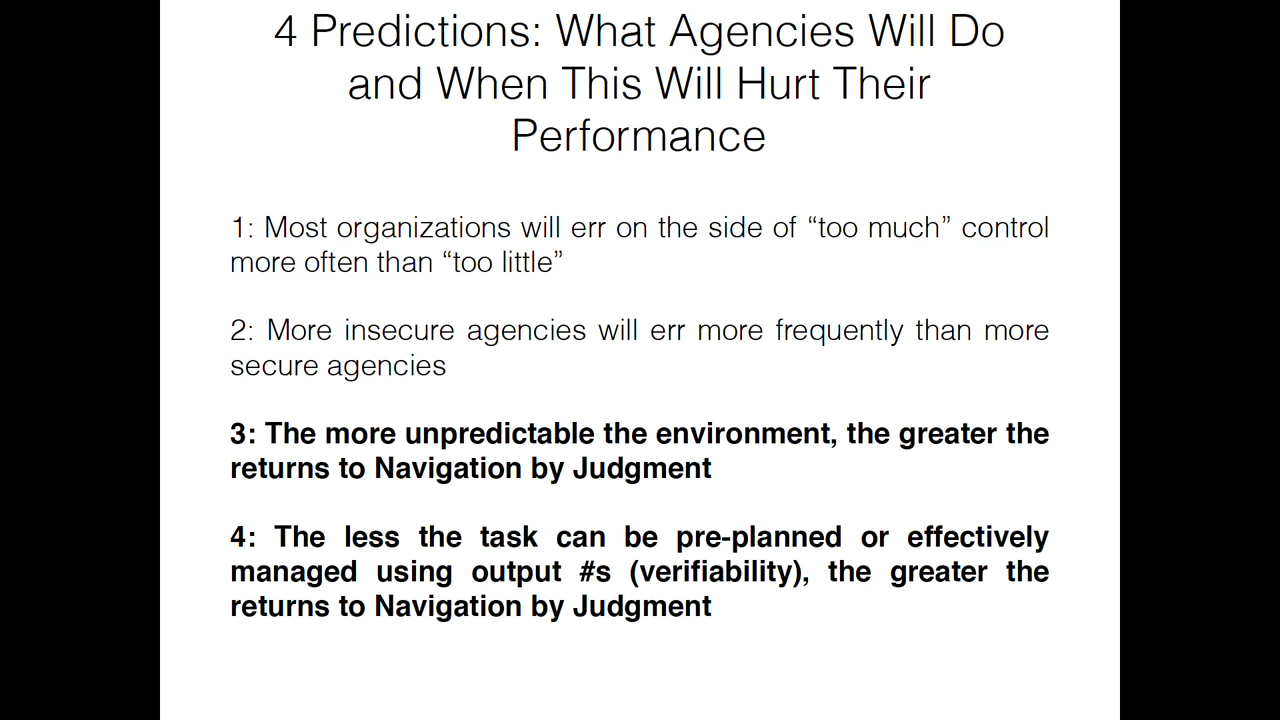 4 Predictions: What Agencies Will Do
and When This Will Hurt Their
Performance
1: Most organizations will err on the side of “too much” control
more often than “too little”
2: More insecure agencies will err more frequently than more
secure agencies
3: The more unpredictable the environment, the greater the
returns to Navigation by Judgment
4: The less the task can be pre-planned or effectively
managed using output #s (verifiability), the greater the
returns to Navigation by Judgment